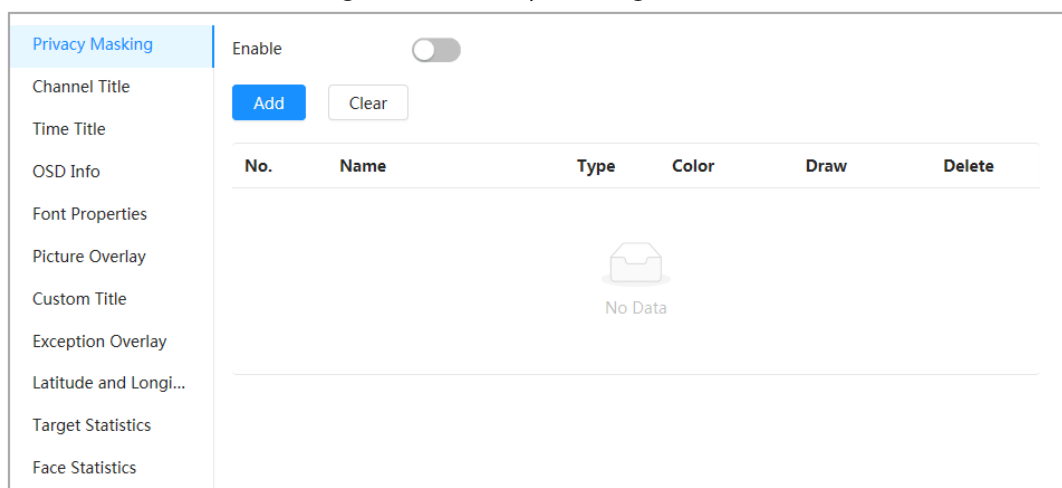 Privacy Masking
Enable
Channel Title
Add Clear
Time Title
No. Name Type Color Draw Delete
OSD Info
Font Properties
Picture Overlay
Custom Title
No Data
Exception Overlay
Latitude and Longi...
Target Statistics
Face Statistics